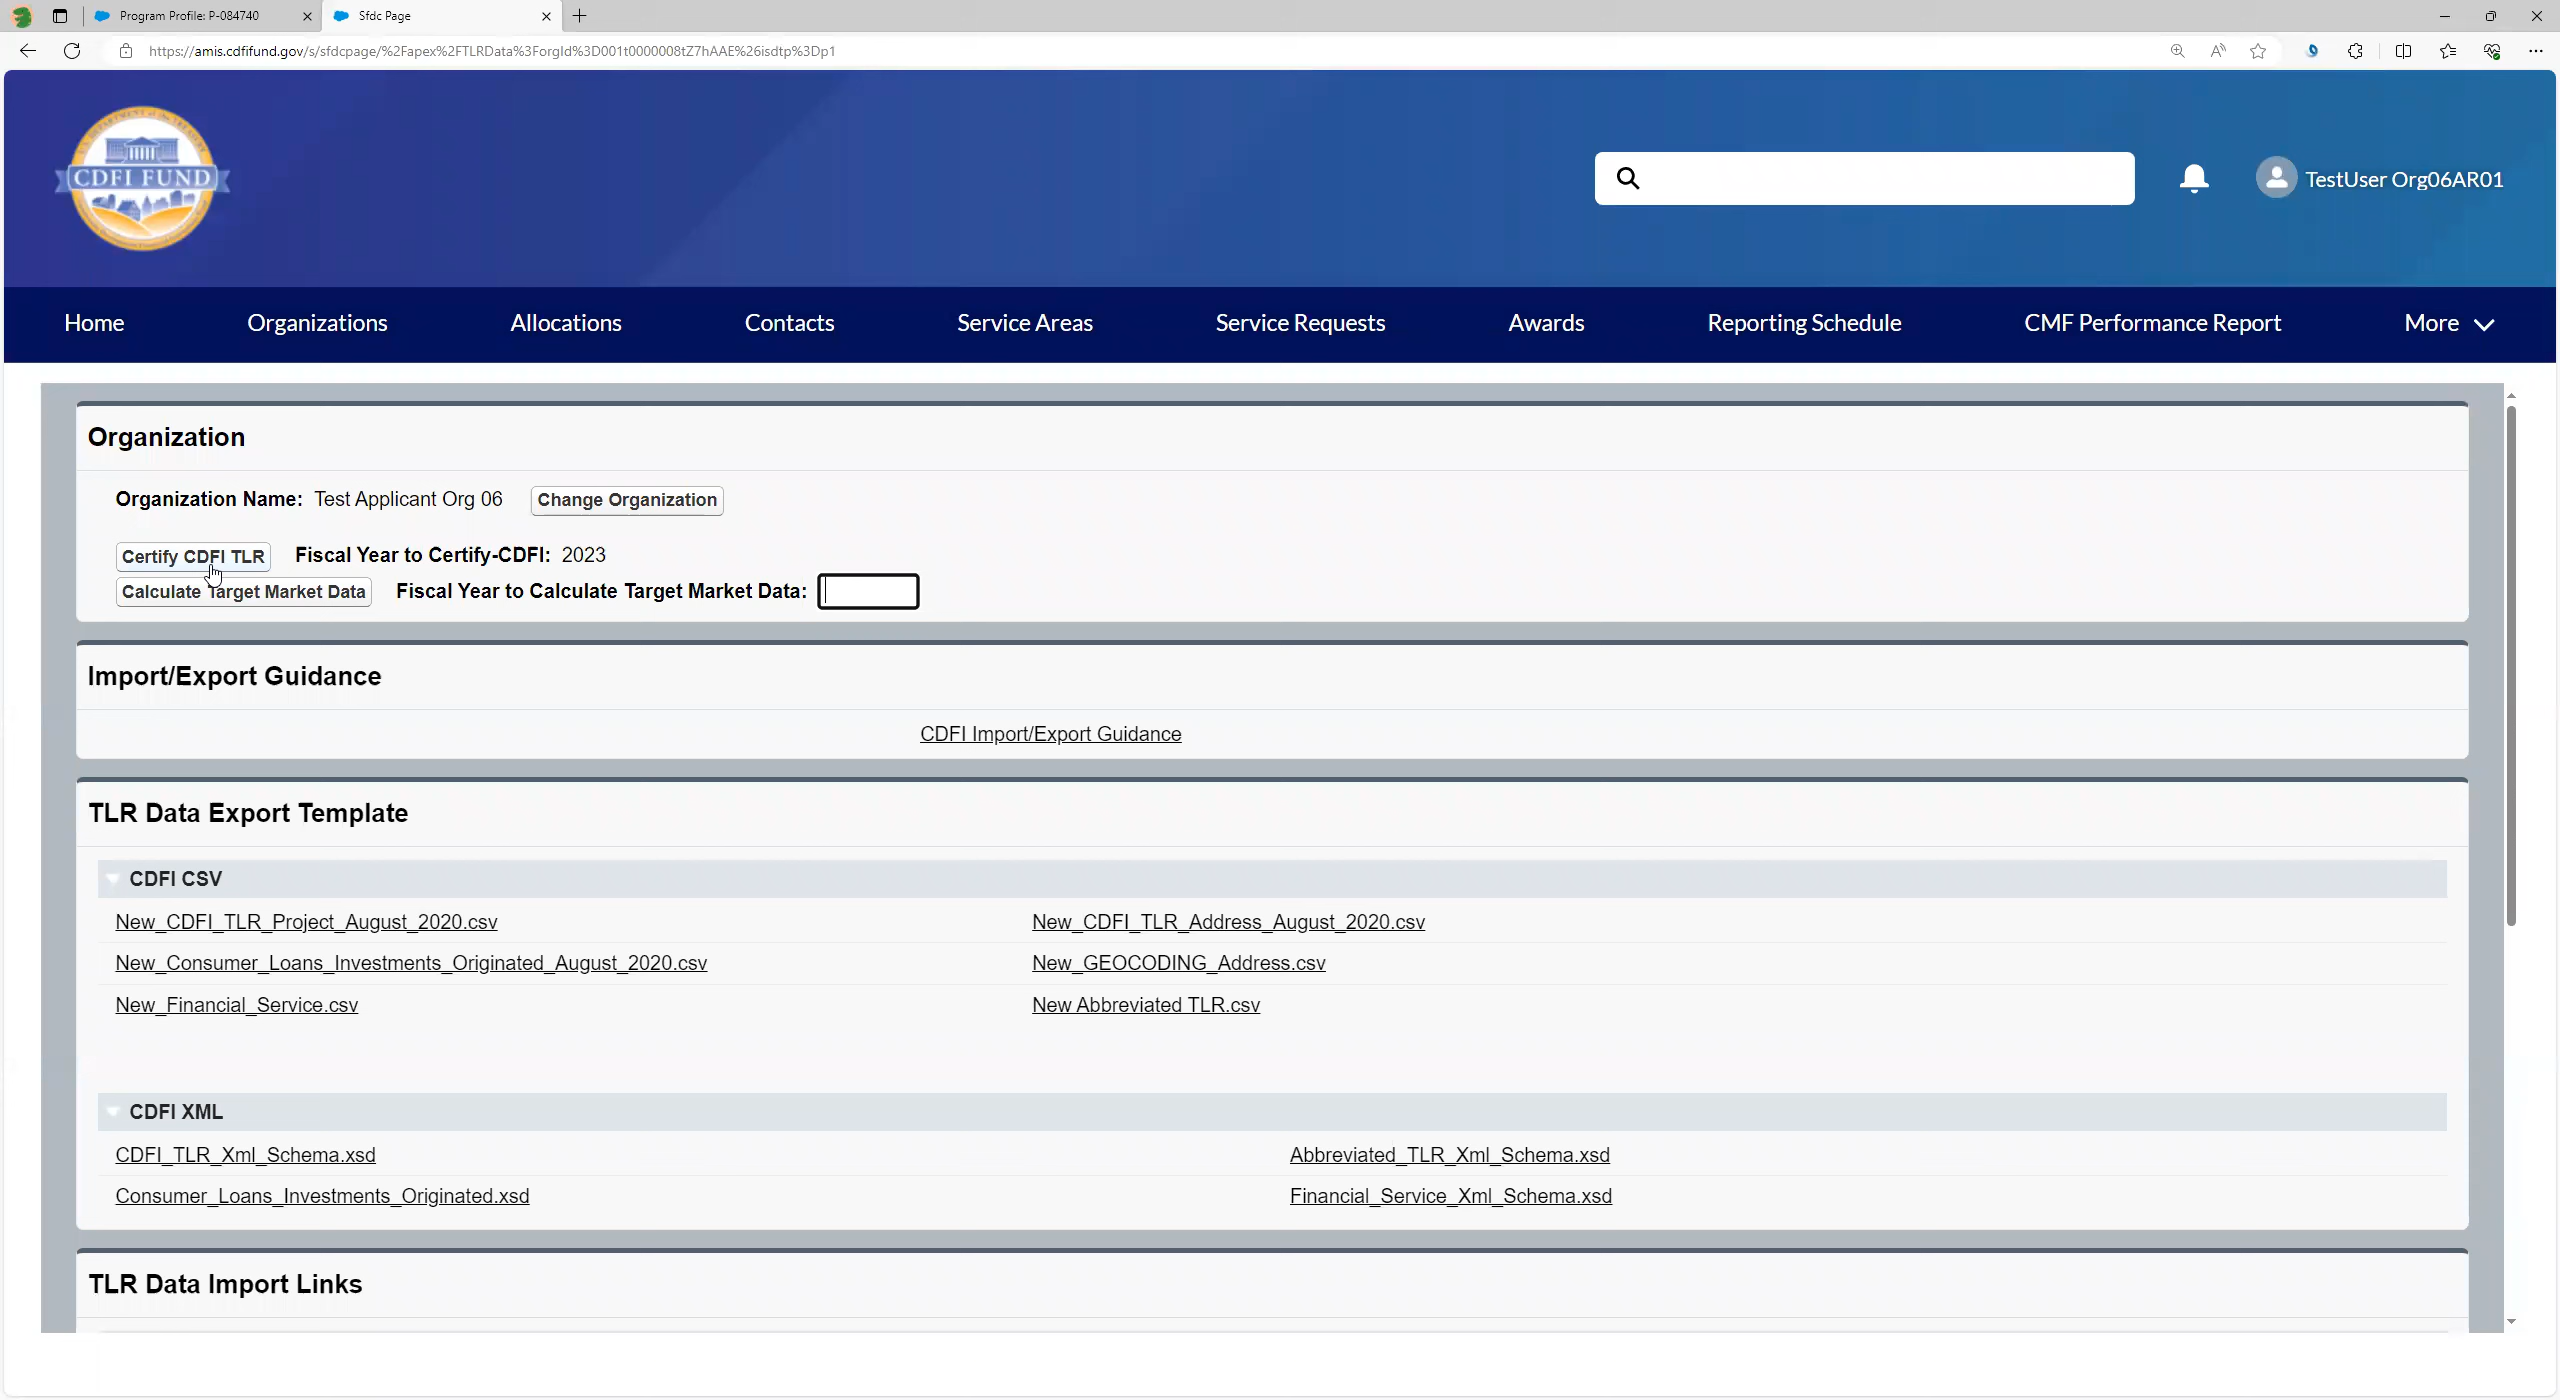 Program Profile: P-084740
Sfdc Page
https://amis.cdfifund.gov/s/sfdcpage/%2Fapex%2FTLRData%3ForgId%3D001t0000008tZ7hAAE%26isdtp%3Dp1
CDFI FUND
TestUser Org06AR01
Home
Organizations
Allocations
Contacts
Service Areas
Service Requests
Awards
Reporting Schedule
CMF Performance Report
More
Organization
Organization Name: Test Applicant Org 06 Change Organization
Certify CDFI TLR Fiscal Year to Certify-CDFI: 2023
Calculate Target Market Data Fiscal Year to Calculate Target Market Data:
Import/Export Guidance
CDFI Import/Export Guidance
TLR Data Export Template
CDFI CSV
New_CDFI_TLR_Project_August_2020.csv New_CDFI_TLR_Address_August_2020.csv
New_Consumer_Loans_Investments_Originated_August_2020.csv New_GEOCODING_Address.csv
New_Financial_Service.csv New Abbreviated TLR.csv
CDFI XML
CDFI_TLR_Xml_Schema.xsd Abbreviated_TLR_Xml_Schema.xsd
Consumer_Loans_Investments_Originated.xsd Financial_Service_Xml_Schema.xsd
TLR Data Import Links